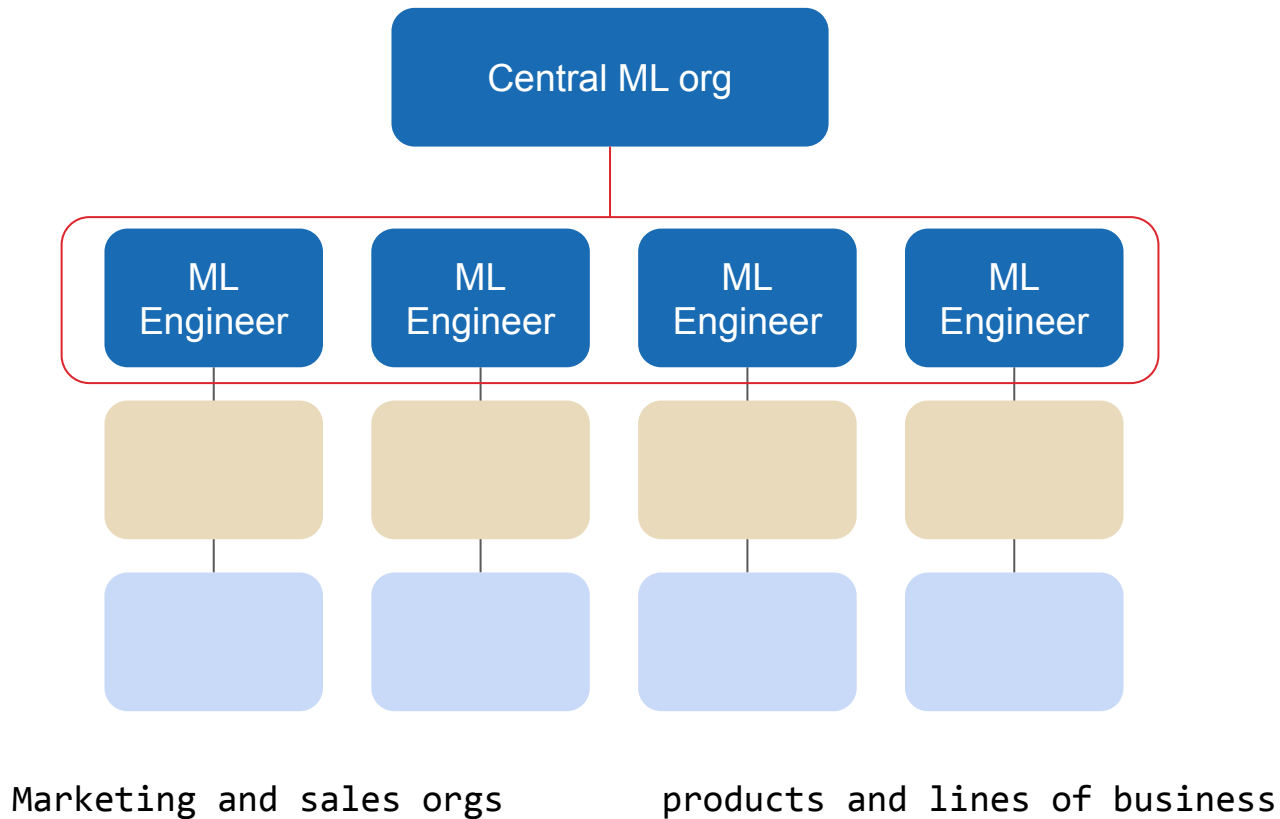 Central ML org
ML
Engineer
ML
Engineer
ML
Engineer
ML
Engineer
Marketing and sales orgs
products and lines of business